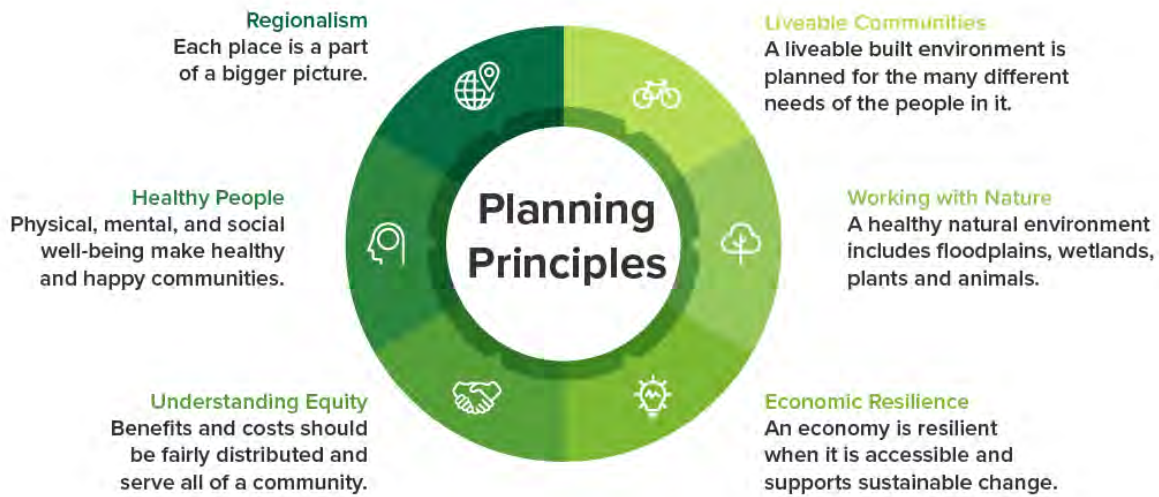 Regionalism
Each place is a part
of a bigger picture.
Liveable Communities
A liveable built environment is
planned for the many different
needs of the people in it.
Healthy People
Physical, mental, and social
well-being make healthy
and happy communities.
Planning
Principles
Working with Nature
A healthy natural environment
includes floodplains, wetlands,
plants and animals.
Understanding Equity
Benefits and costs should
be fairly distributed and
serve all of a community.
Economic Resilience
An economy is resilient
when it is accessible and
supports sustainable change.